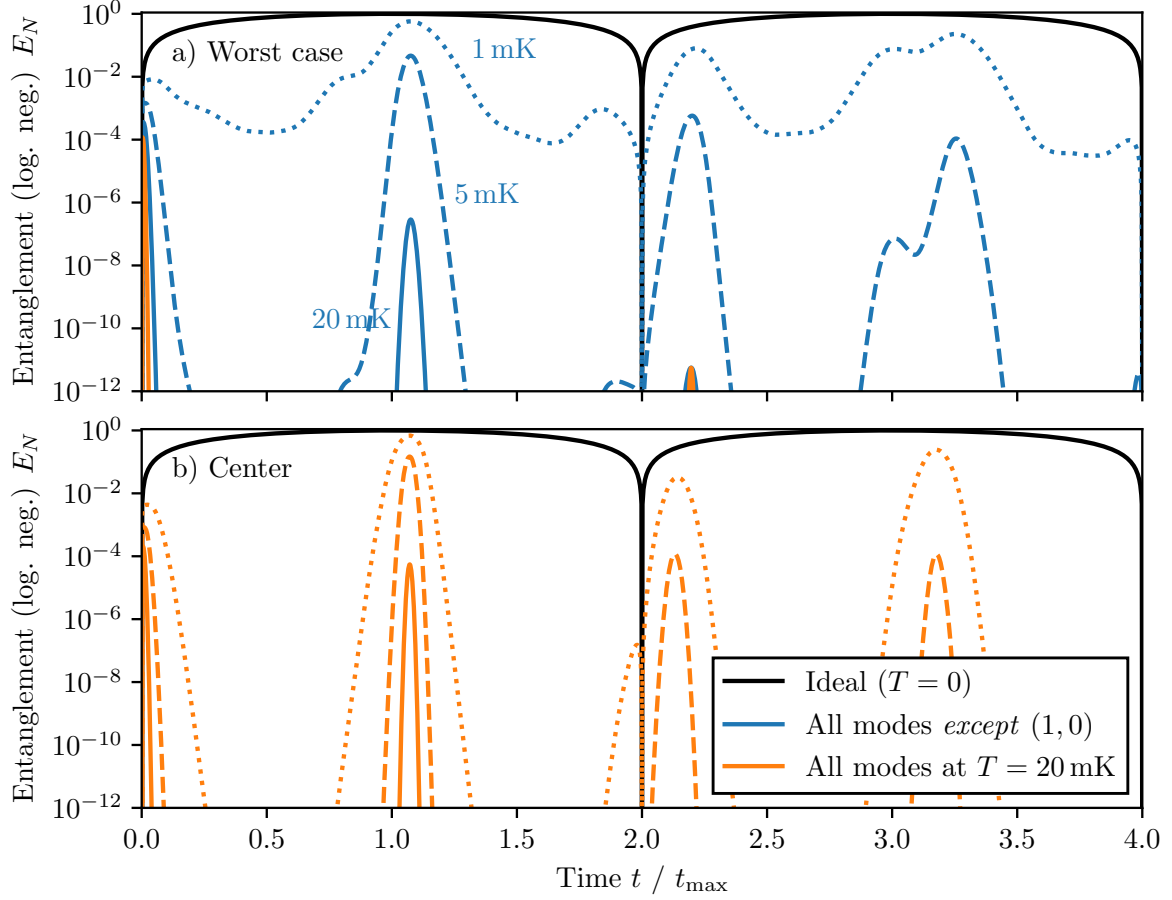 Entanglement (log. neg.) E_N
10^0
10^-2
10^-4
10^-6
10^-8
10^-10
10^-12
a) Worst case
1 mK
5 mK
20 mK
Entanglement (log. neg.) E_N
10^0
10^-2
10^-4
10^-6
10^-8
10^-10
10^-12
b) Center
Ideal (T = 0)
All modes except (1, 0)
All modes at T = 20 mK
0.0 0.5 1.0 1.5 2.0 2.5 3.0 3.5 4.0
Time t / t_max